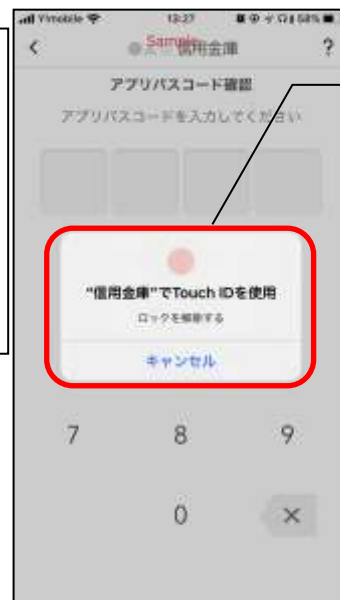 Y!mobile 13:27 58%
Sample
信用金庫 ?
アプリパスコード確認
アプリパスコードを入力してください
"信用金庫"でTouch IDを使用
ロックを解除する
キャンセル
7 8 9
0